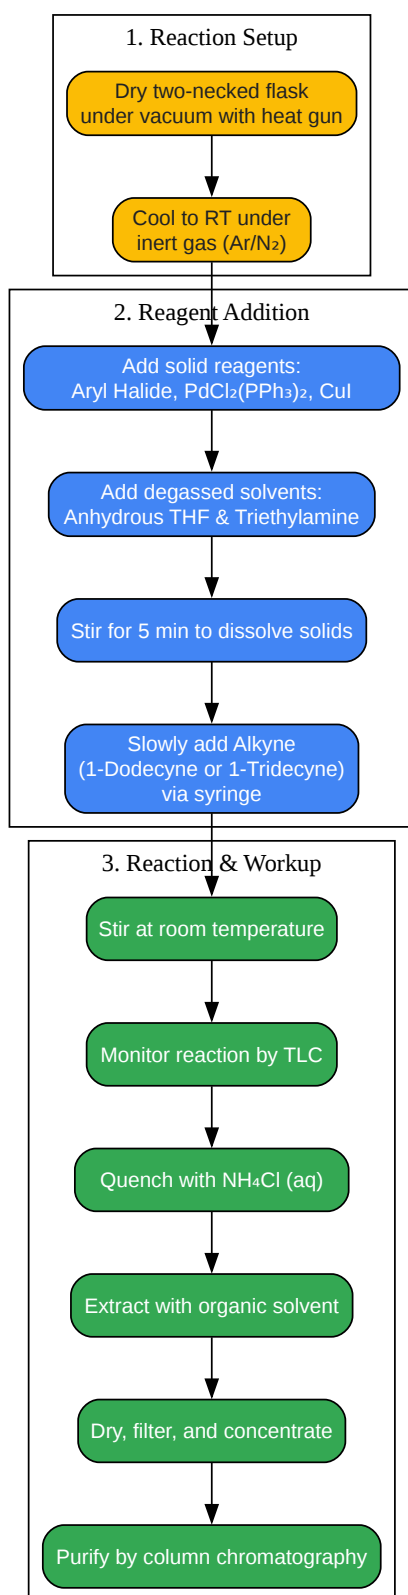 1. Reaction Setup
Dry two-necked flask
under vacuum with heat gun
Cool to RT under
inert gas (Ar/N₂)
2. Reagent Addition
Add solid reagents:
Aryl Halide, PdCl₂(PPh₃)₂, CuI
Add degassed solvents:
Anhydrous THF & Triethylamine
Stir for 5 min to dissolve solids
Slowly add Alkyne
(1-Dodecyne or 1-Tridecyne)
via syringe
3. Reaction & Workup
Stir at room temperature
Monitor reaction by TLC
Quench with NH₄Cl (aq)
Extract with organic solvent
Dry, filter, and concentrate
Purify by column chromatography